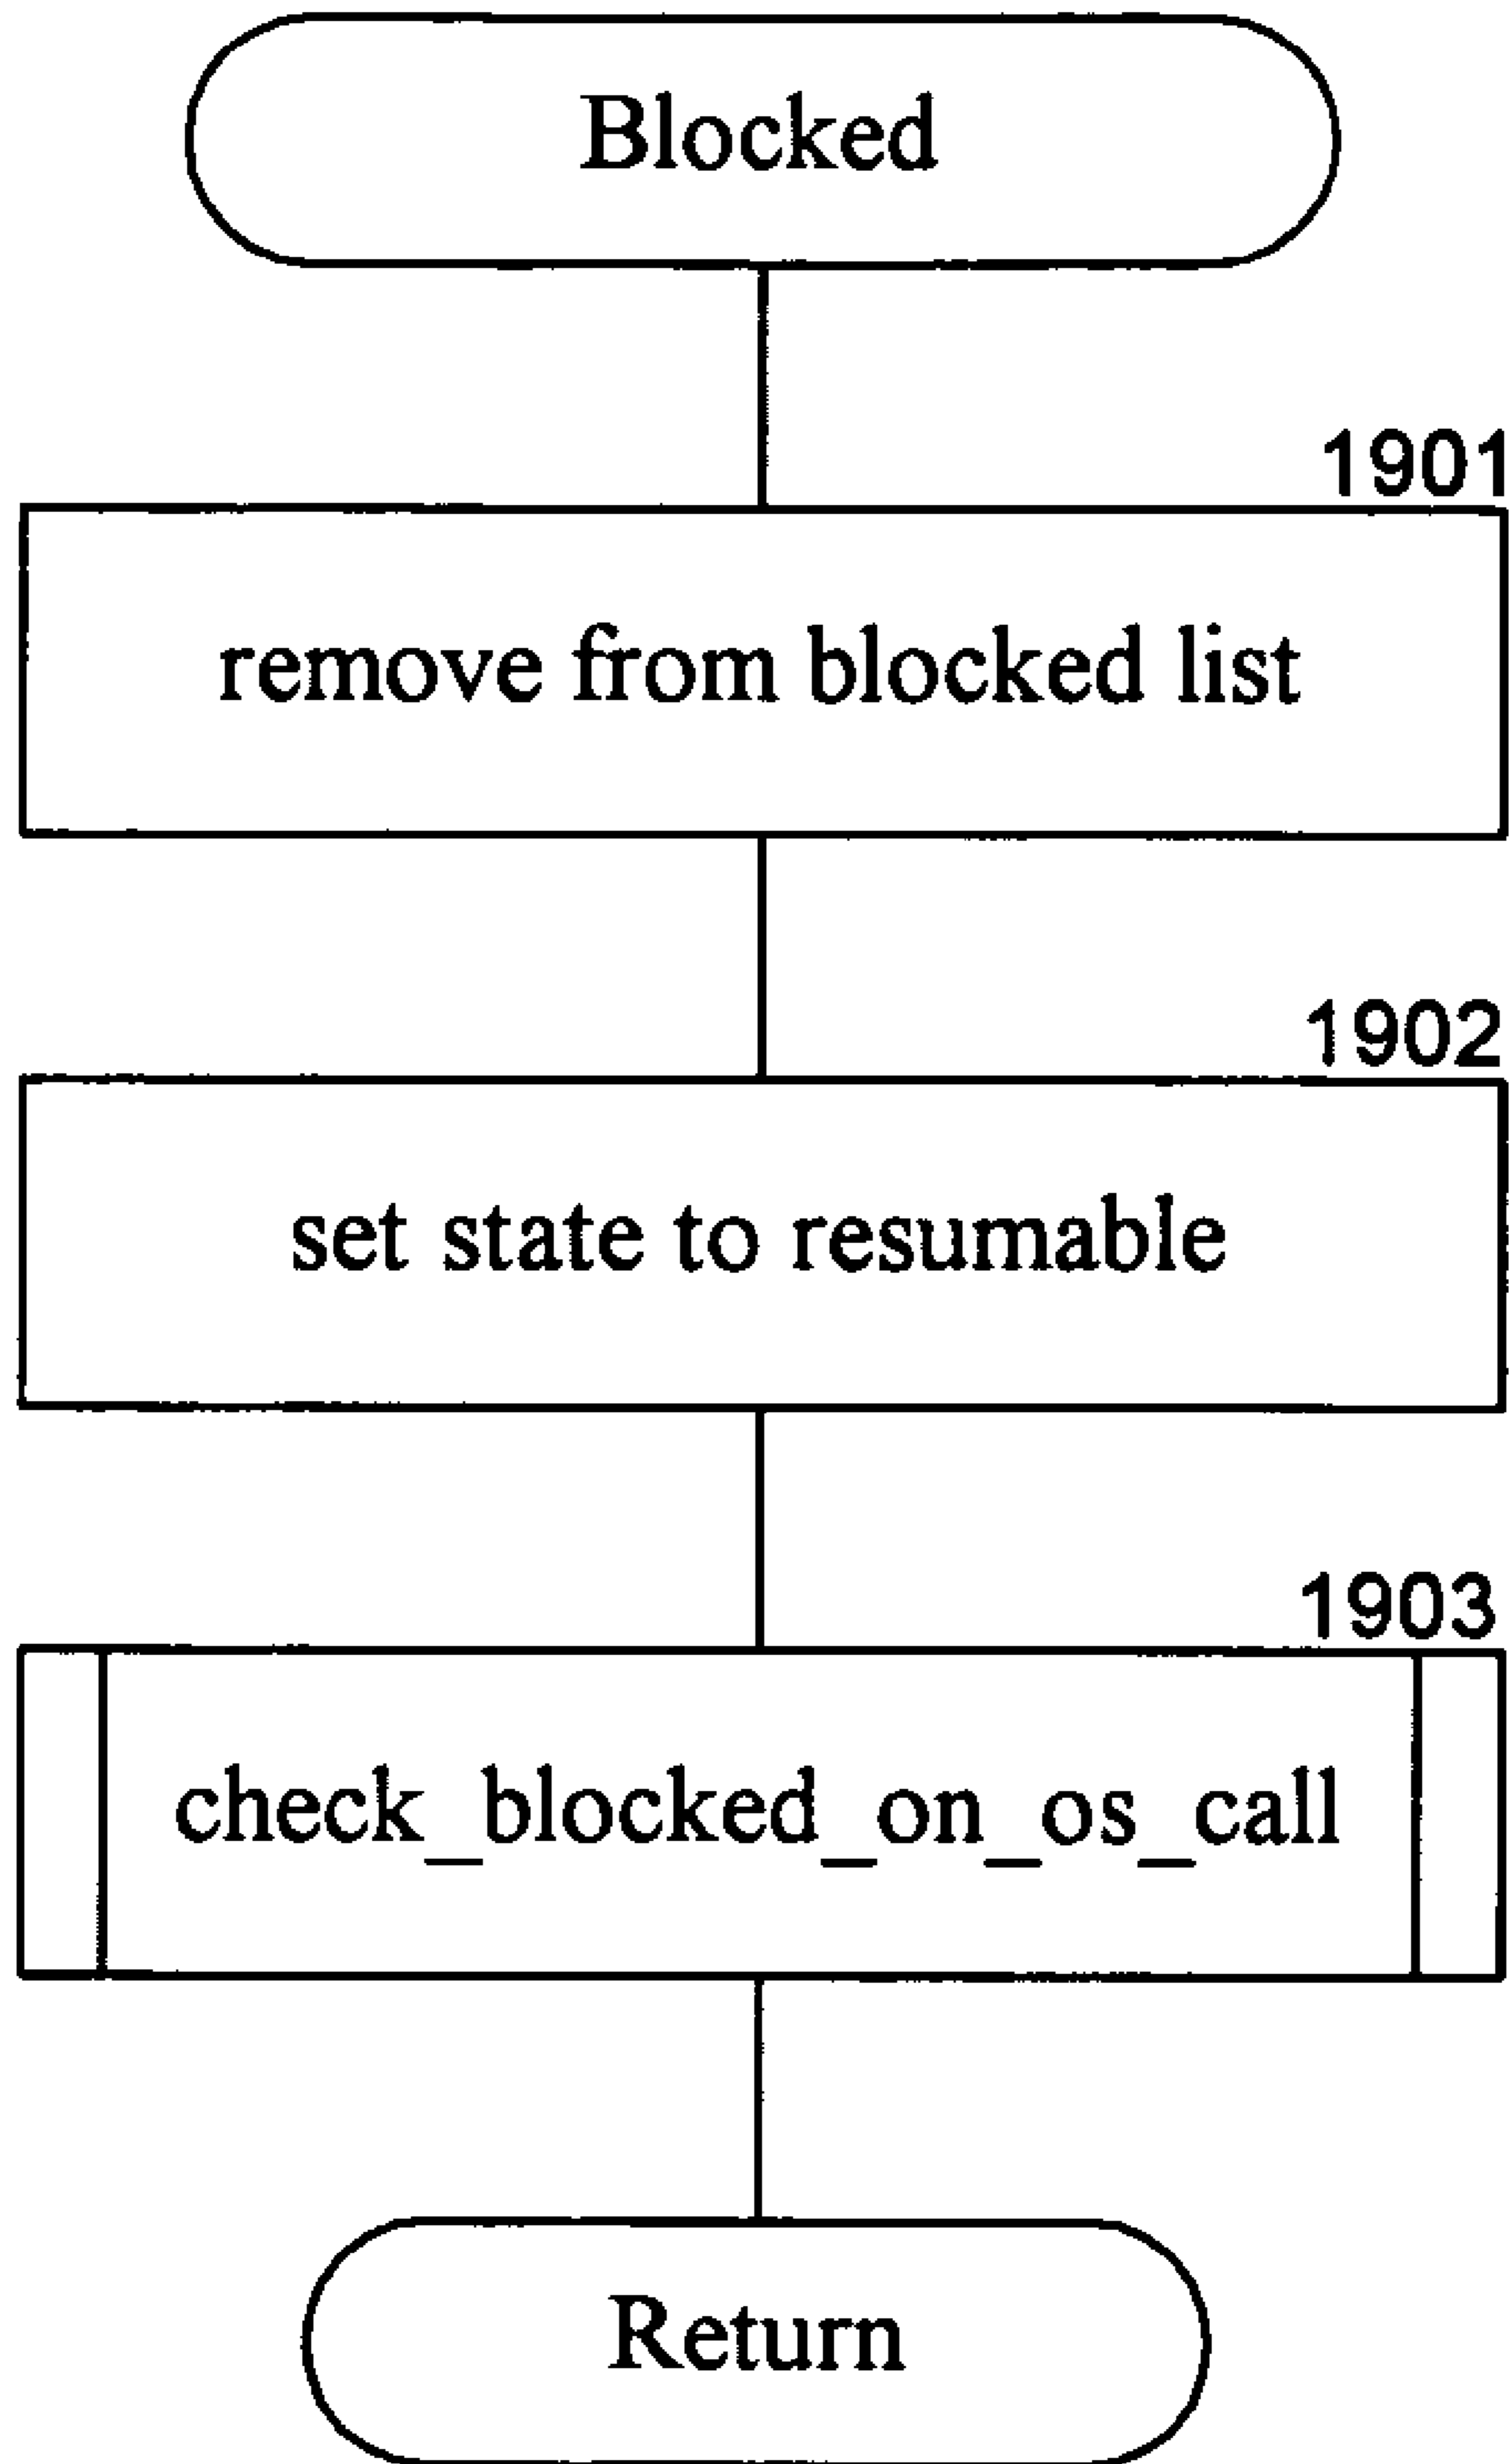 Blocked
1901
remove from blocked list
1902
set state to resumable
1903
check_blocked_on_os_call
Return